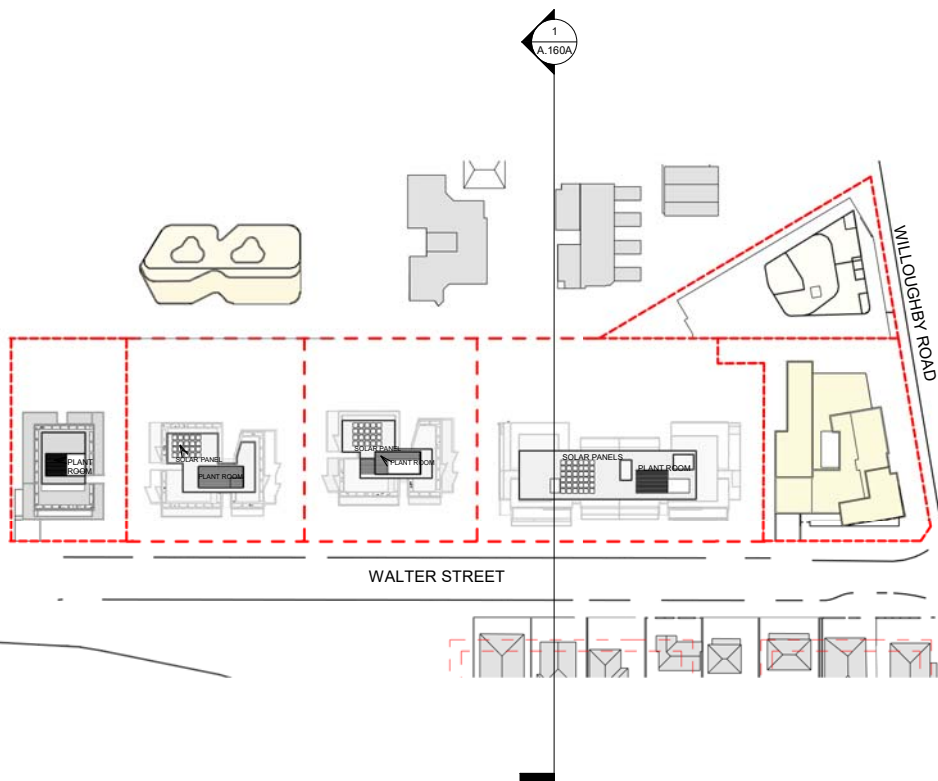 1
A.160A
WILLOUGHBY ROAD
PLANT
ROOM
SOLAR PANEL
PLANT ROOM
SOLAR PANEL
PLANT ROOM
SOLAR PANELS
PLANT ROOM
WALTER STREET